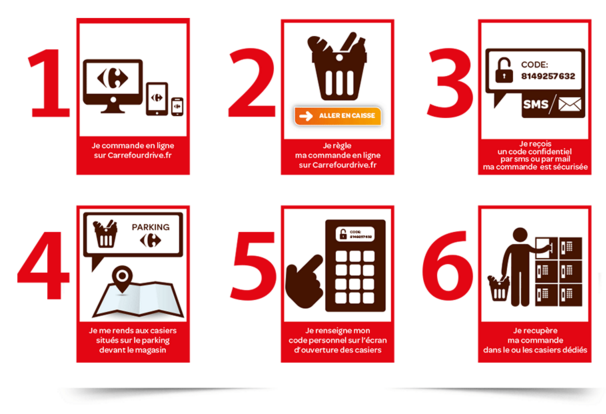 1
Je commande en ligne
sur Carrefourdrive.fr
2
ALLER EN CAISSE
Je règle
ma commande en ligne
sur Carrefourdrive.fr
3
CODE:
8149257632
SMS/
Je reçois
un code confidentiel
par sms ou par mail
ma commande est sécurisée
4
PARKING
Je me rends aux casiers
situés sur le parking
devant le magasin
5
CODE:
8149257632
Je renseigne mon
code personnel sur l'écran
d'ouverture des casiers
6
Je recupère
ma commande
dans le ou les casiers dédiés